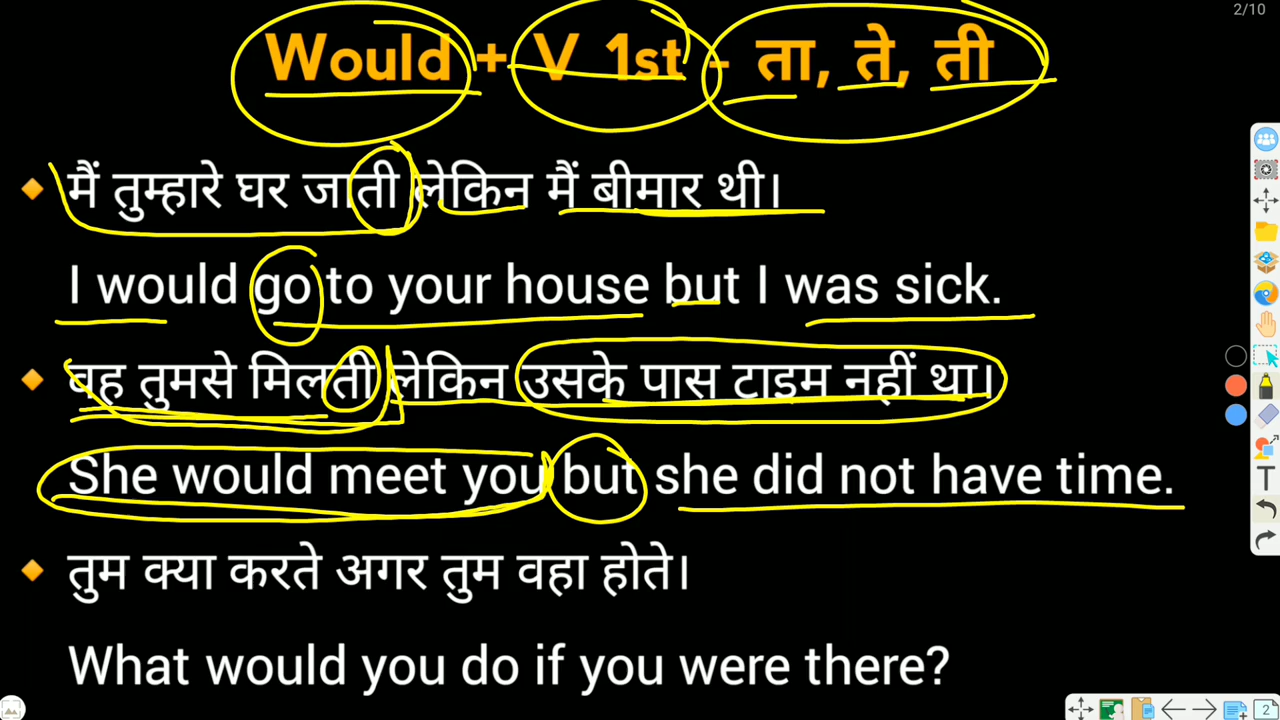 2/10
Would + V 1st - ता, ते, ती
मैं तुम्हारे घर जाती लेकिन मैं बीमार थी।
I would go to your house but I was sick.
वह तुमसे मिलती लेकिन उसके पास टाइम नहीं था।
She would meet you but she did not have time.
तुम क्या करते अगर तुम वहा होते।
What would you do if you were there?
T
2